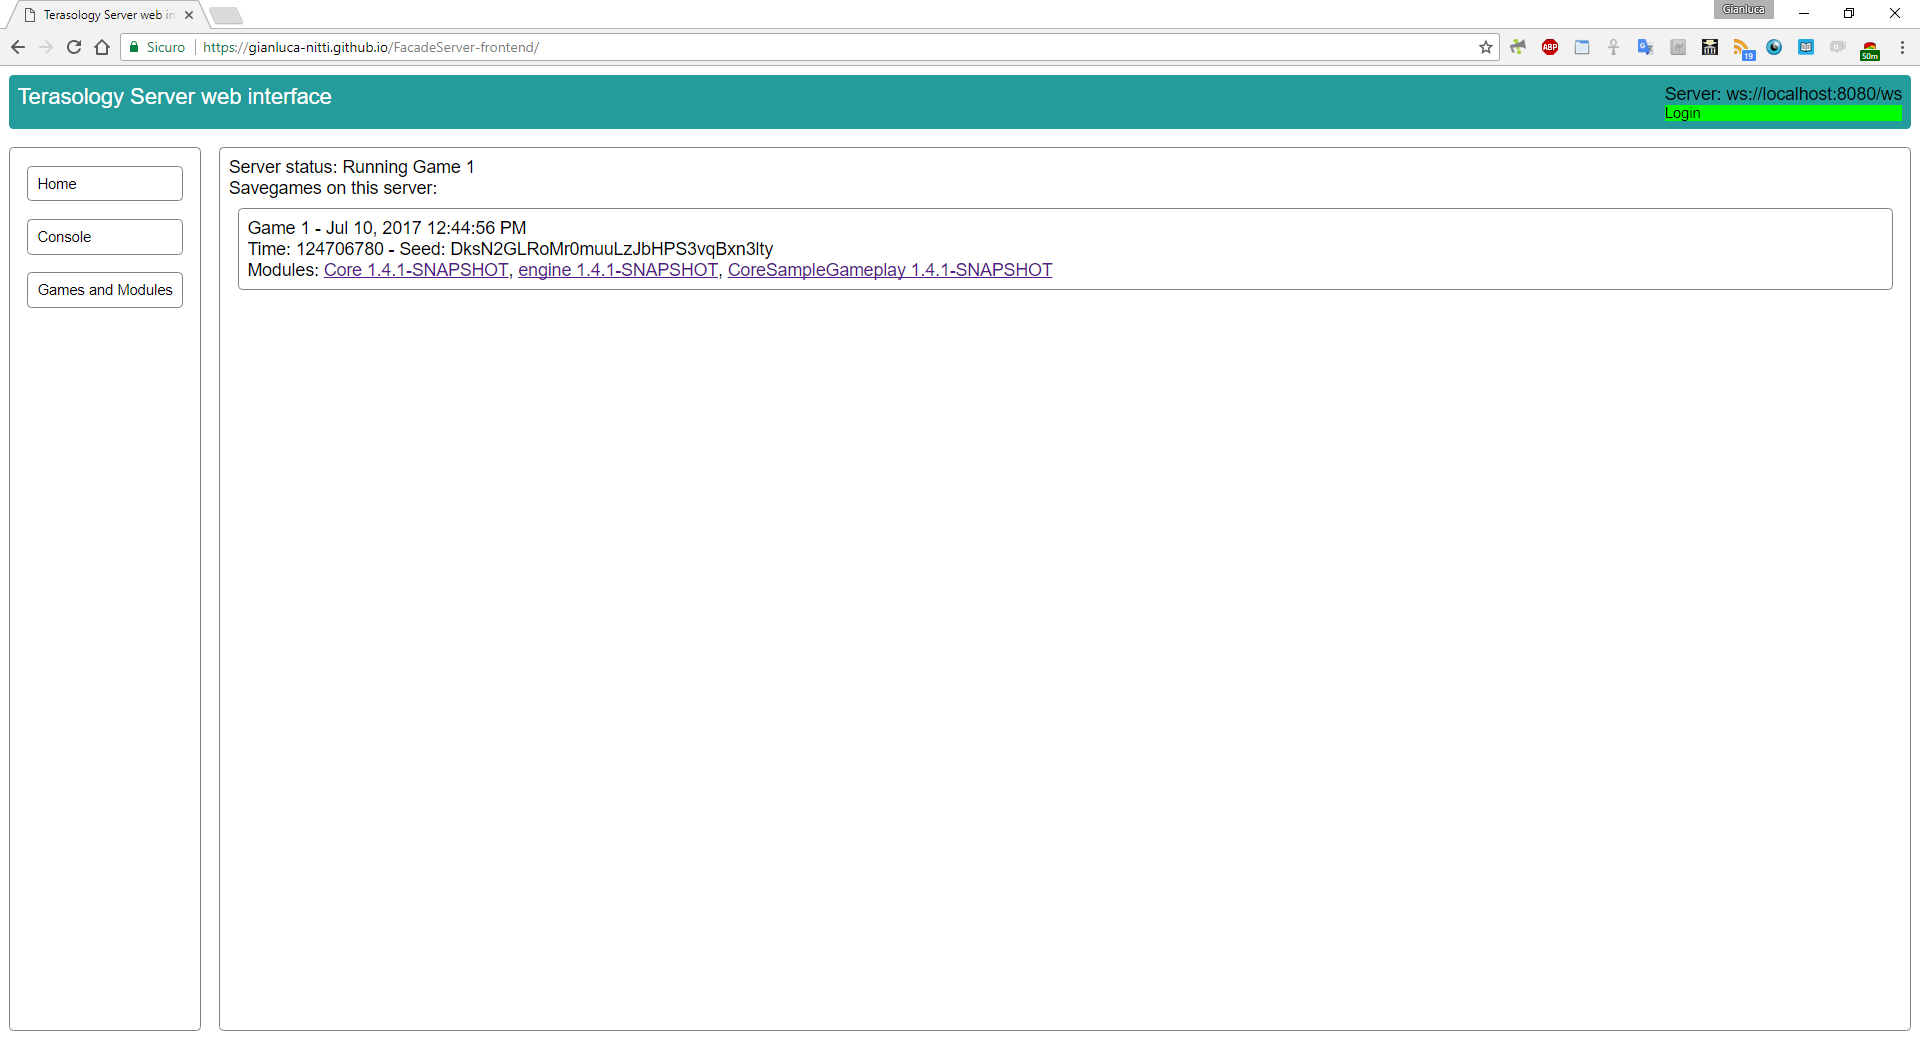 Terasology Server web in
Gianluca
Sicuro
https://gianluca-nitti.github.io/FacadeServer-frontend/
ABP
19
50m
Terasology Server web interface
Server: ws://localhost:8080/ws
Login
Home
Console
Games and Modules
Server status: Running Game 1
Savegames on this server:
Game 1 - Jul 10, 2017 12:44:56 PM
Time: 124706780 - Seed: DksN2GLRoMr0muuLzJbHPS3vqBxn3lty
Modules: Core 1.4.1-SNAPSHOT, engine 1.4.1-SNAPSHOT, CoreSampleGameplay 1.4.1-SNAPSHOT